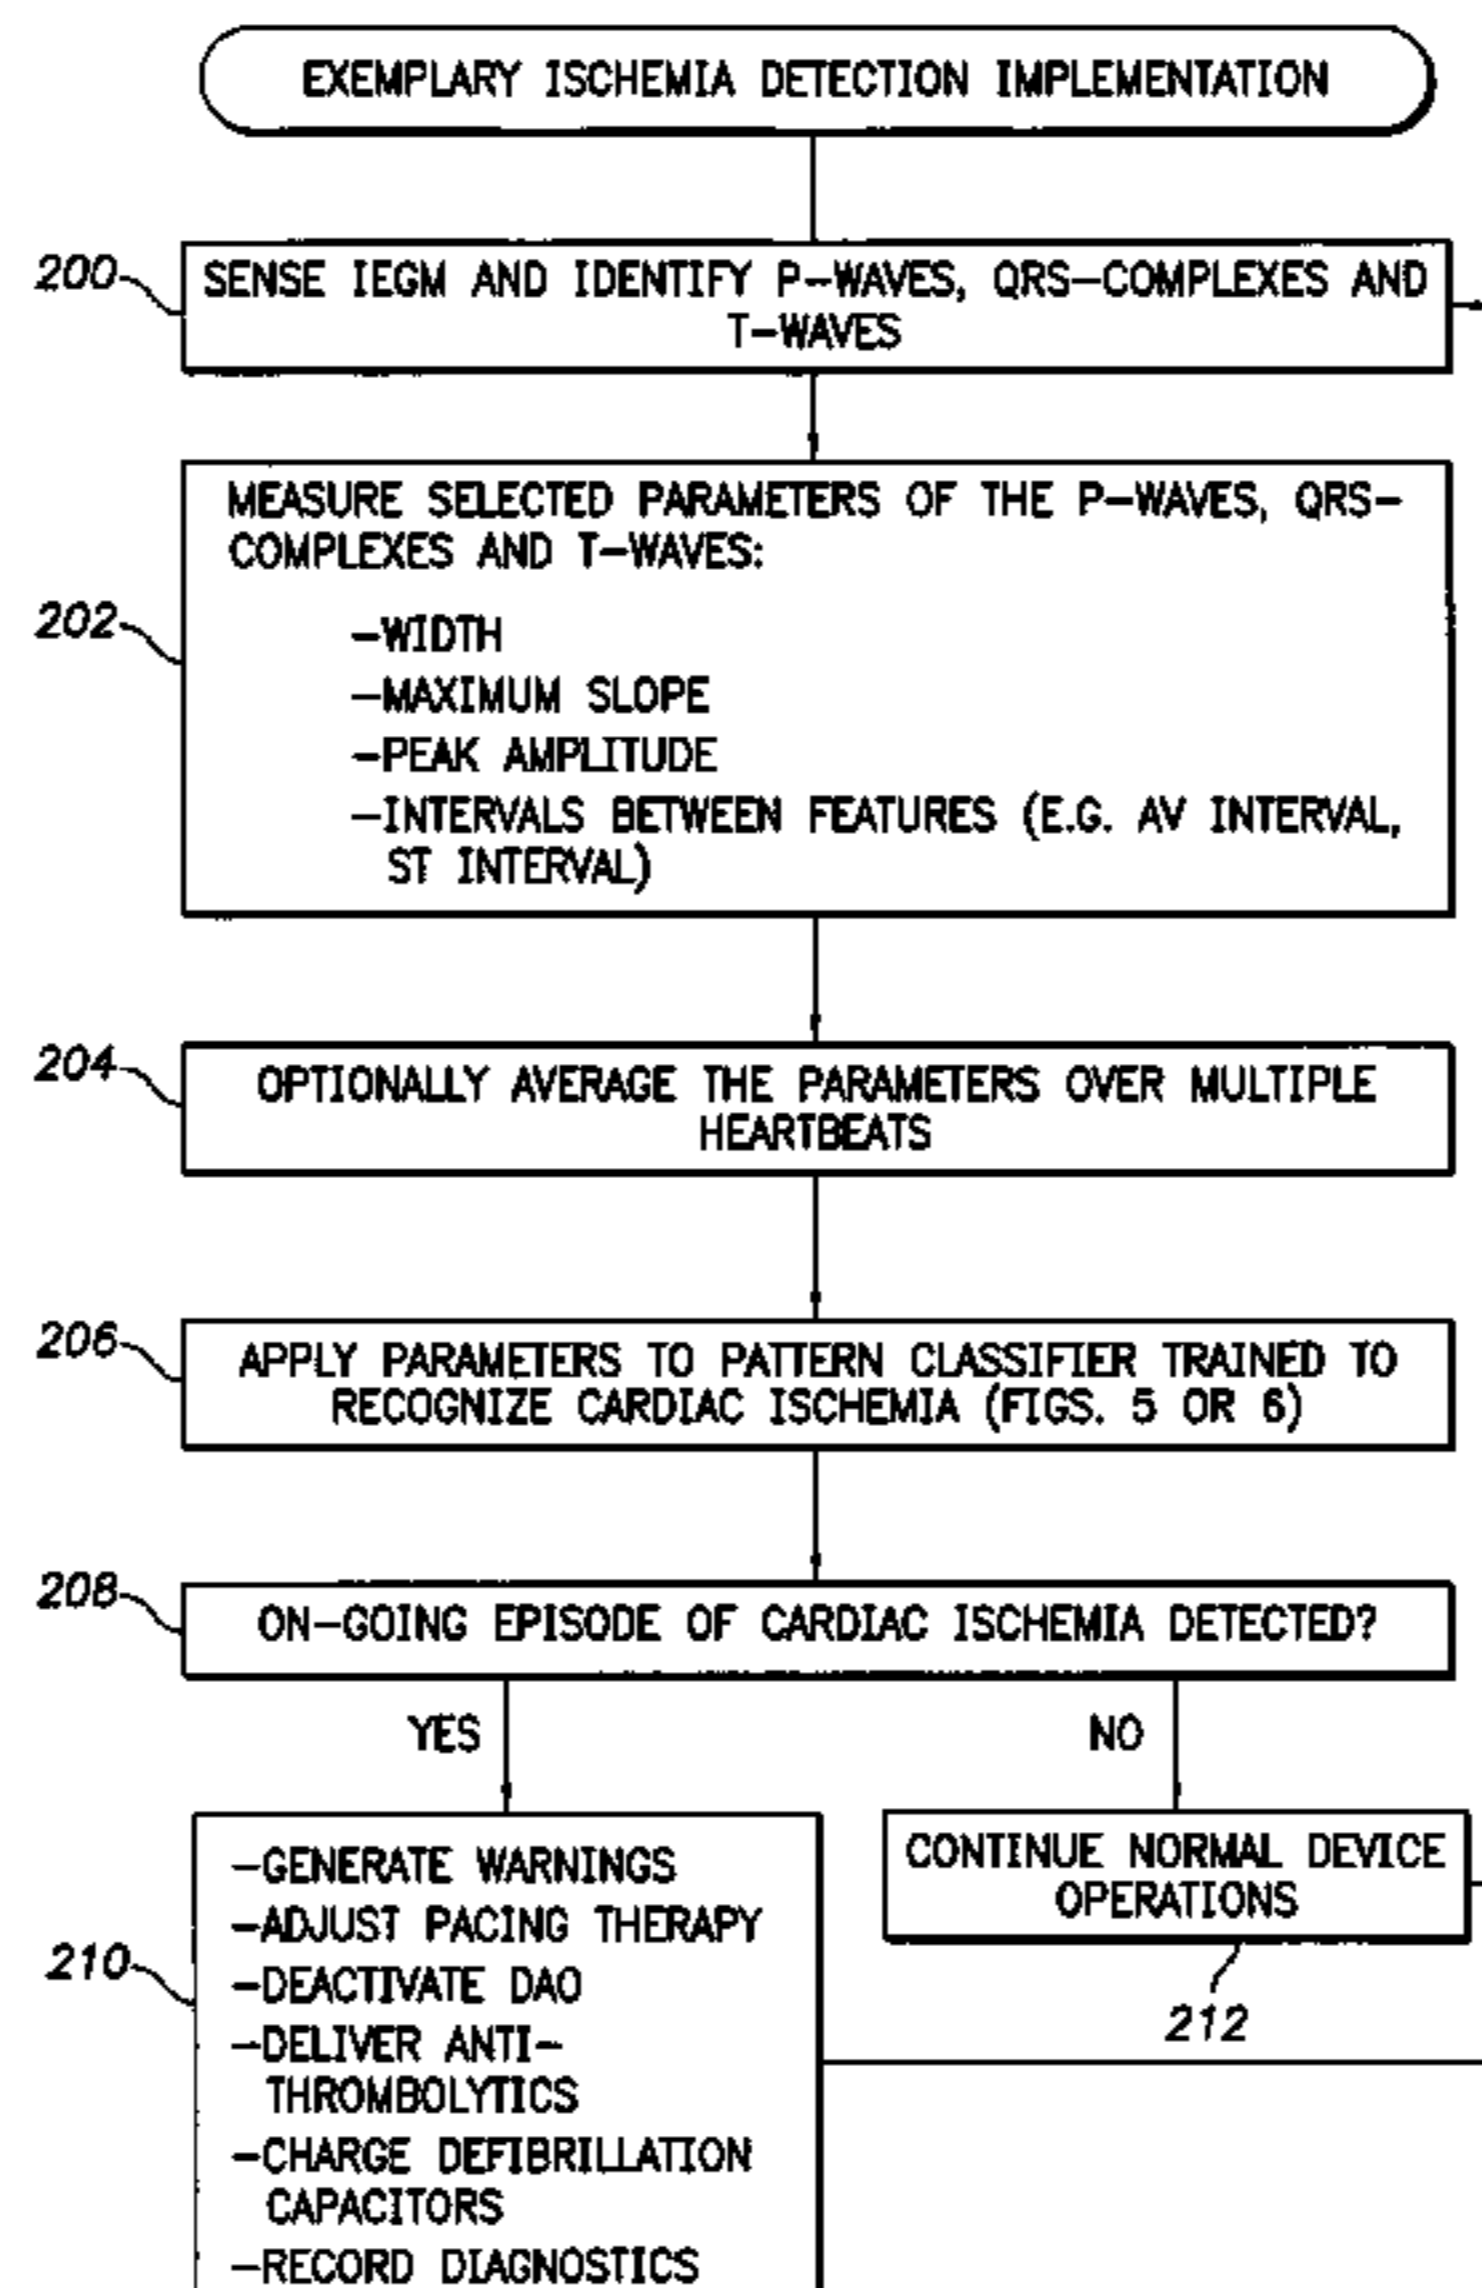 EXEMPLARY ISCHEMIA DETECTION IMPLEMENTATION
200
SENSE IEGM AND IDENTIFY P-WAVES, QRS-COMPLEXES AND
T-WAVES
202
MEASURE SELECTED PARAMETERS OF THE P-WAVES, QRS-
COMPLEXES AND T-WAVES:
-WIDTH
-MAXIMUM SLOPE
-PEAK AMPLITUDE
-INTERVALS BETWEEN FEATURES (E.G. AV INTERVAL,
ST INTERVAL)
204
OPTIONALLY AVERAGE THE PARAMETERS OVER MULTIPLE
HEARTBEATS
206
APPLY PARAMETERS TO PATTERN CLASSIFIER TRAINED TO
RECOGNIZE CARDIAC ISCHEMIA (FIGS. 5 OR 6)
208
ON-GOING EPISODE OF CARDIAC ISCHEMIA DETECTED?
YES
NO
210
-GENERATE WARNINGS
-ADJUST PACING THERAPY
-DEACTIVATE DAO
-DELIVER ANTI-
THROMBOLYTICS
-CHARGE DEFIBRILLATION
CAPACITORS
-RECORD DIAGNOSTICS
CONTINUE NORMAL DEVICE
OPERATIONS
212